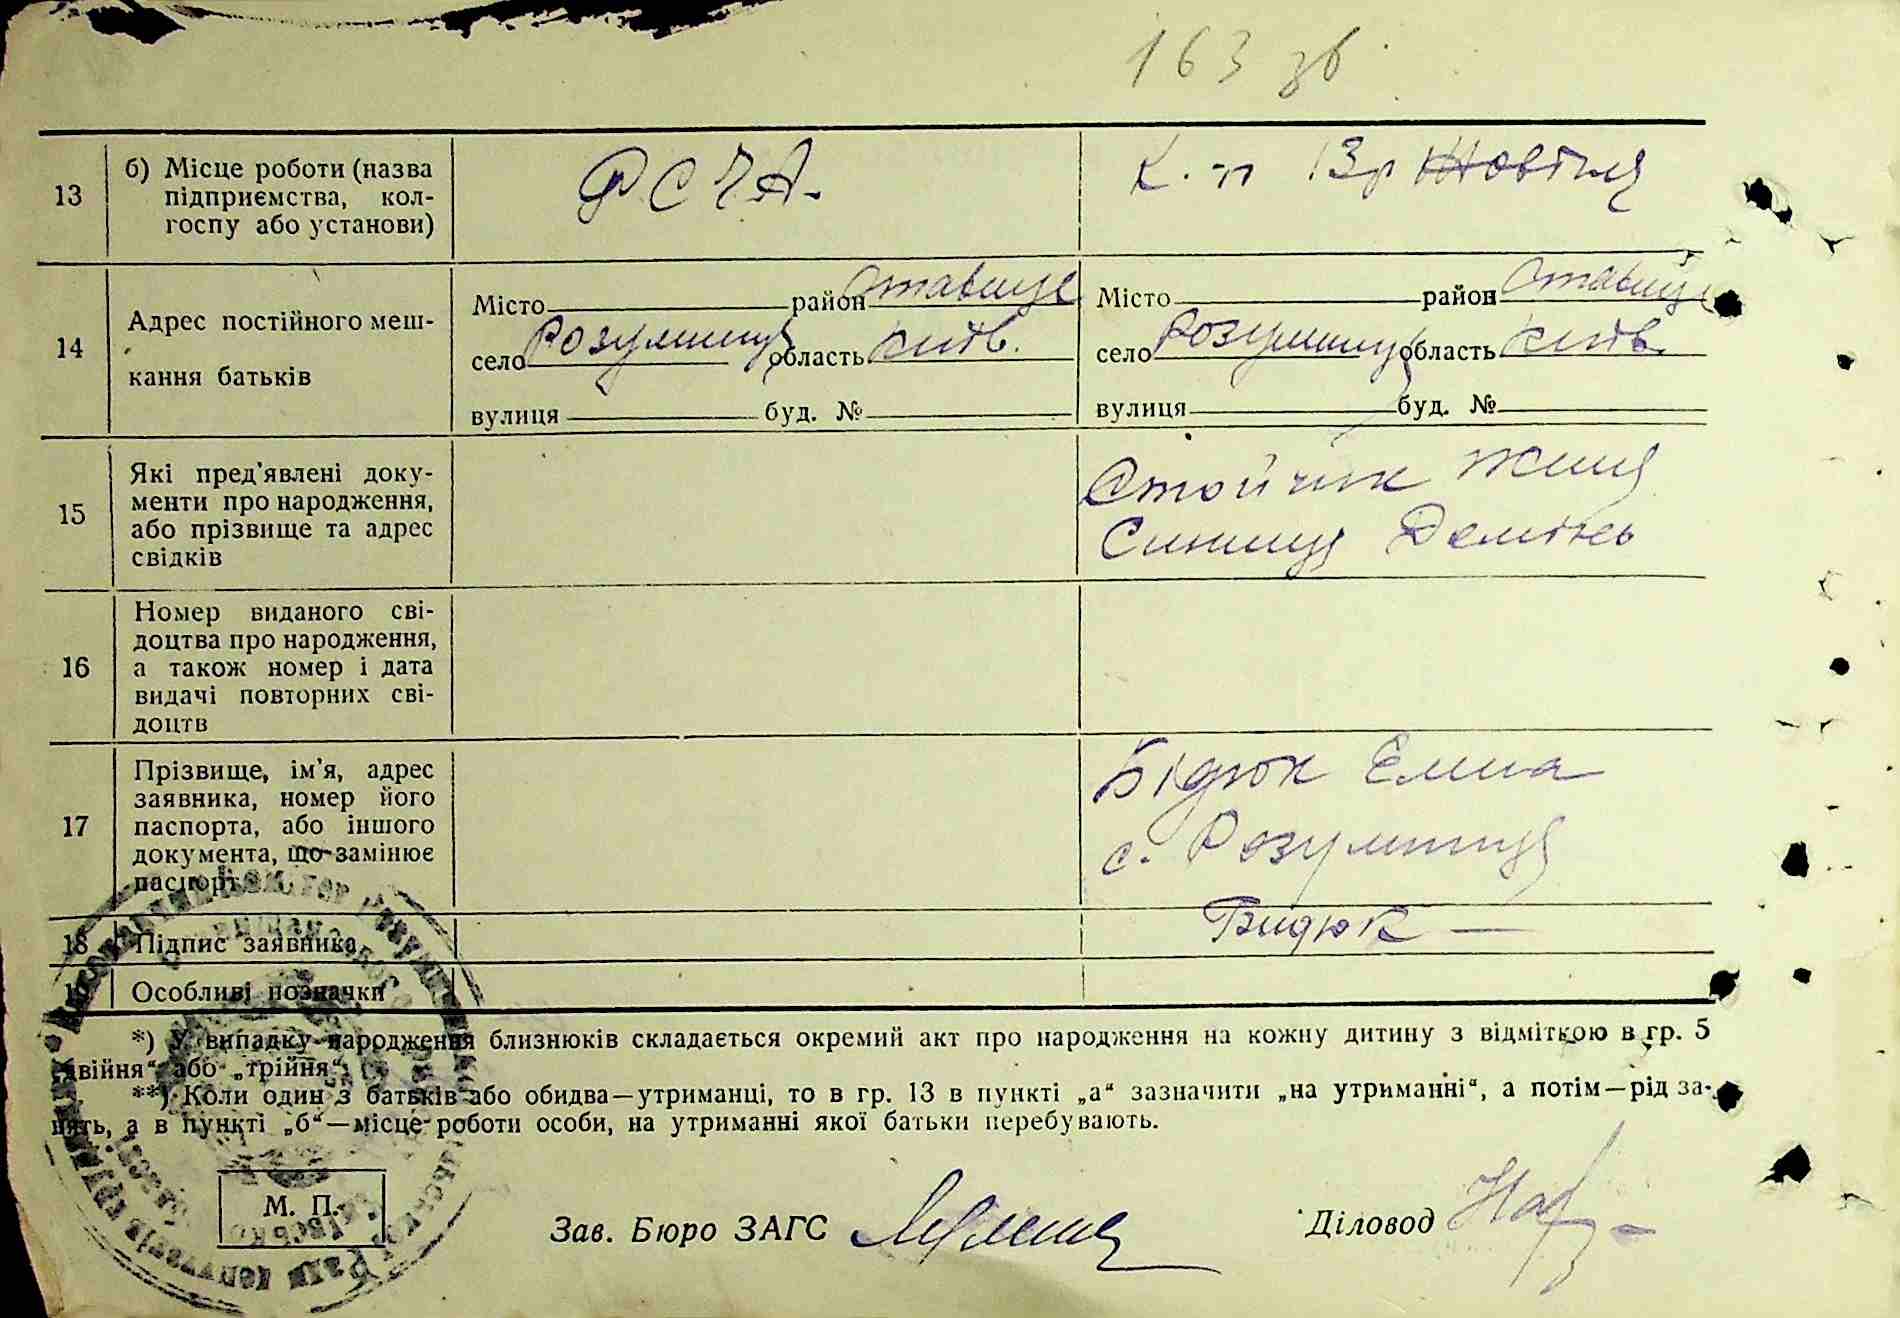 163 зв.
13
б) Місце роботи (назва
підприємства, кол-
госпу або установи)
РСЧА.
К.-п 13р Жовтня
14
Адрес постійного меш-
кання батьків
Місто район Ставище
село Розумниця область Київ.
вулиця буд. №
Місто район Ставище
село Розумниця область Київ.
вулиця буд. №
15
Які пред'явлені доку-
менти про народження,
або прізвище та адрес
свідків
Стойчик
Синиця
16
Номер виданого сві-
доцтва про народження,
а також номер і дата
видачі повторних сві-
доцтв
17
Прізвище, ім'я, адрес
заявника, номер його
паспорта, або іншого
документа, що замінює
паспорт
Бідюк
с. Розумниця
18
Підпис заявника
Бидюк
19
Особливі позначки
*) У випадку народження близнюків складається окремий акт про народження на кожну дитину з відміткою в гр. 5
„двійня“ або „трійня“.
**) Коли один з батьків або обидва—утриманці, то в гр. 13 в пункті „а“ зазначити „на утриманні“, а потім—рід за-
нять, а в пункті „б“—місце роботи особи, на утриманні якої батьки перебувають.
М. П.
Зав. Бюро ЗАГС
Діловод